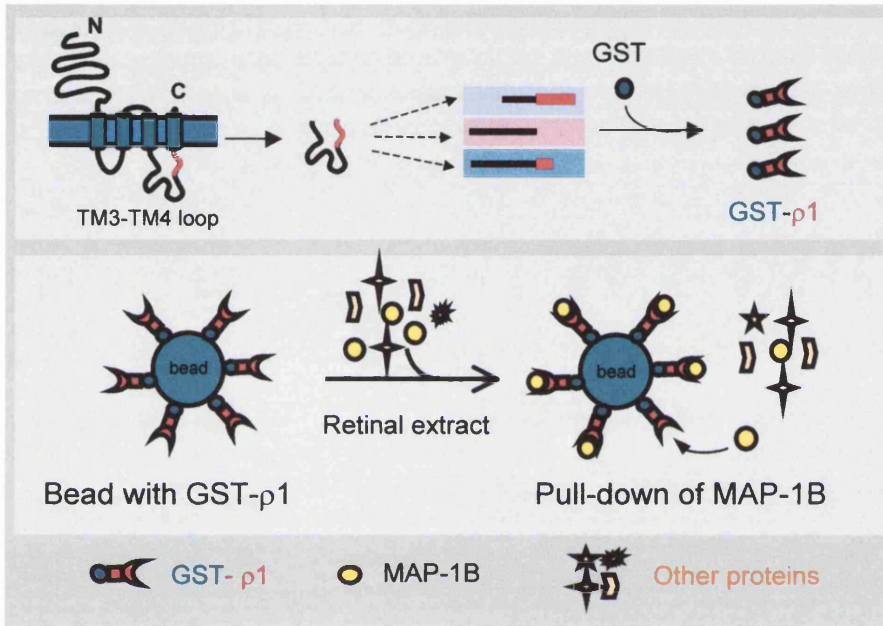 N
C
TM3-TM4 loop
GST
GST-ρ1
bead
Retinal extract
bead
Bead with GST-ρ1
Pull-down of MAP-1B
GST- ρ1
MAP-1B
Other proteins